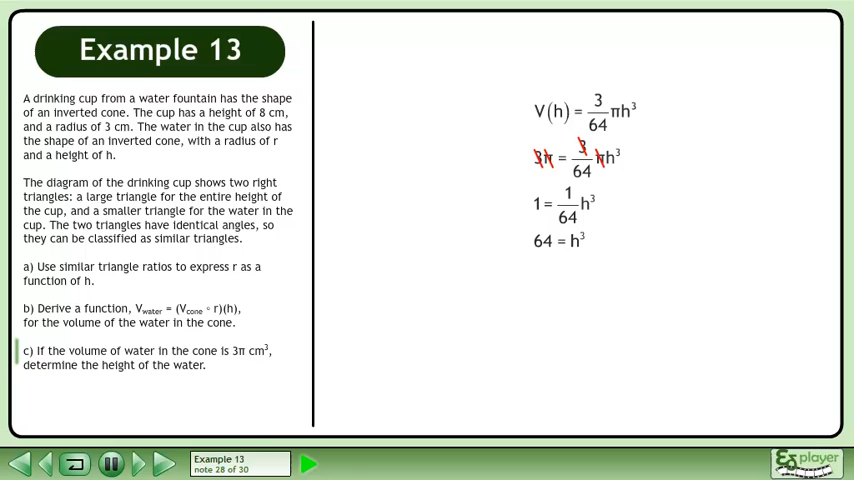 Example 13
A drinking cup from a water fountain has the shape
of an inverted cone. The cup has a height of 8 cm,
and a radius of 3 cm. The water in the cup also has
the shape of an inverted cone, with a radius of r
and a height of h.
The diagram of the drinking cup shows two right
triangles: a large triangle for the entire height of
the cup, and a smaller triangle for the water in the
cup. The two triangles have identical angles, so
they can be classified as similar triangles.
a) Use similar triangle ratios to express r as a
function of h.
b) Derive a function, V_water = (V_cone ∘ r)(h),
for the volume of the water in the cone.
c) If the volume of water in the cone is 3π cm³,
determine the height of the water.
V(h) = 3/64 πh³
3π = 3/64 πh³
1 = 1/64 h³
64 = h³
Example 13
note 28 of 30
player